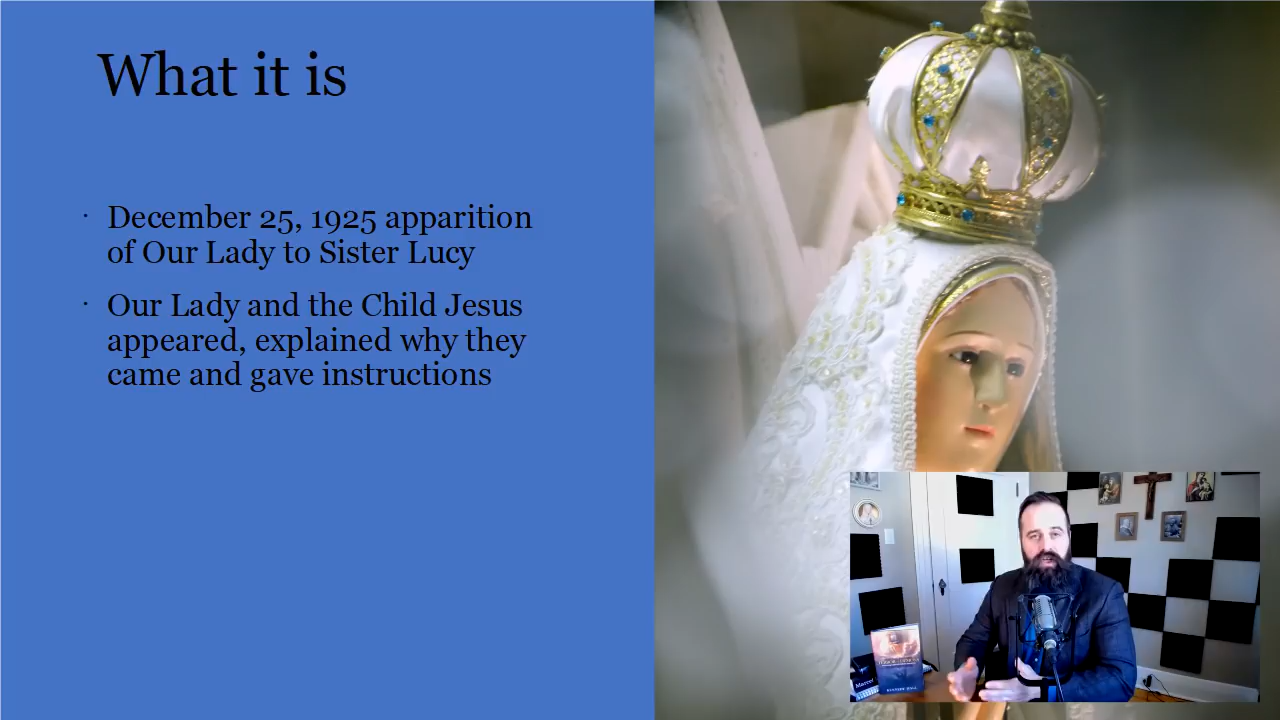 What it is
· December 25, 1925 apparition
of Our Lady to Sister Lucy
· Our Lady and the Child Jesus
appeared, explained why they
came and gave instructions